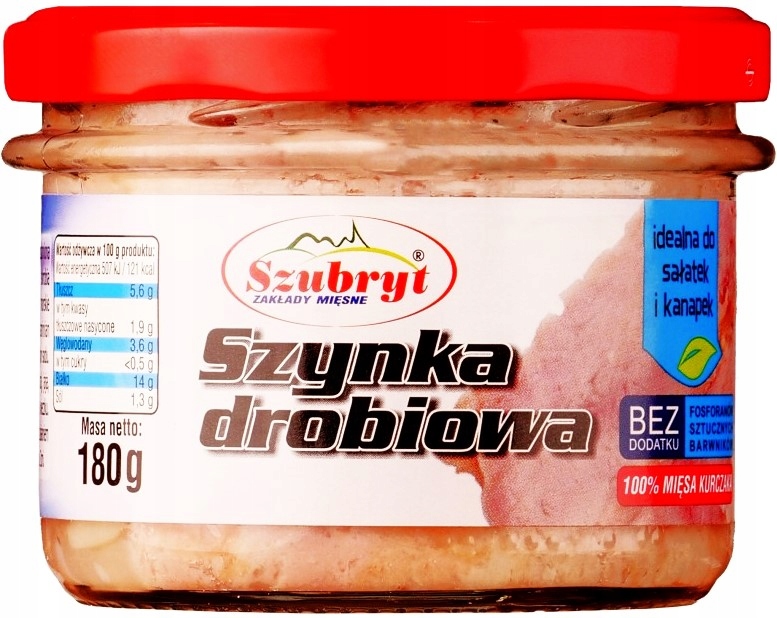 Szubryt®
ZAKŁADY MIĘSNE
Szynka
drobiowa
idealna do
sałatek
i kanapek
BEZ
DODATKU
FOSFORANÓW
SZTUCZNYCH
BARWNIKÓW
100% MIĘSA KURCZAKA
Wartość odżywcza w 100 g produktu:
Wartość energetyczna 507 kJ / 121 kcal
Tłuszcz 5,6 g
w tym kwasy
tłuszczowe nasycone 1,9 g
Węglowodany 3,6 g
w tym cukry <0,5 g
Białko 14 g
Sól 1,3 g
Masa netto:
180 g